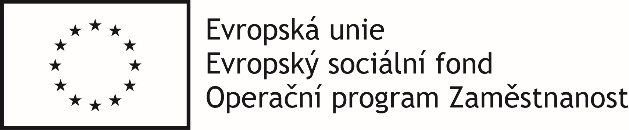 Evropská unie
Evropský sociální fond
Operační program Zaměstnanost